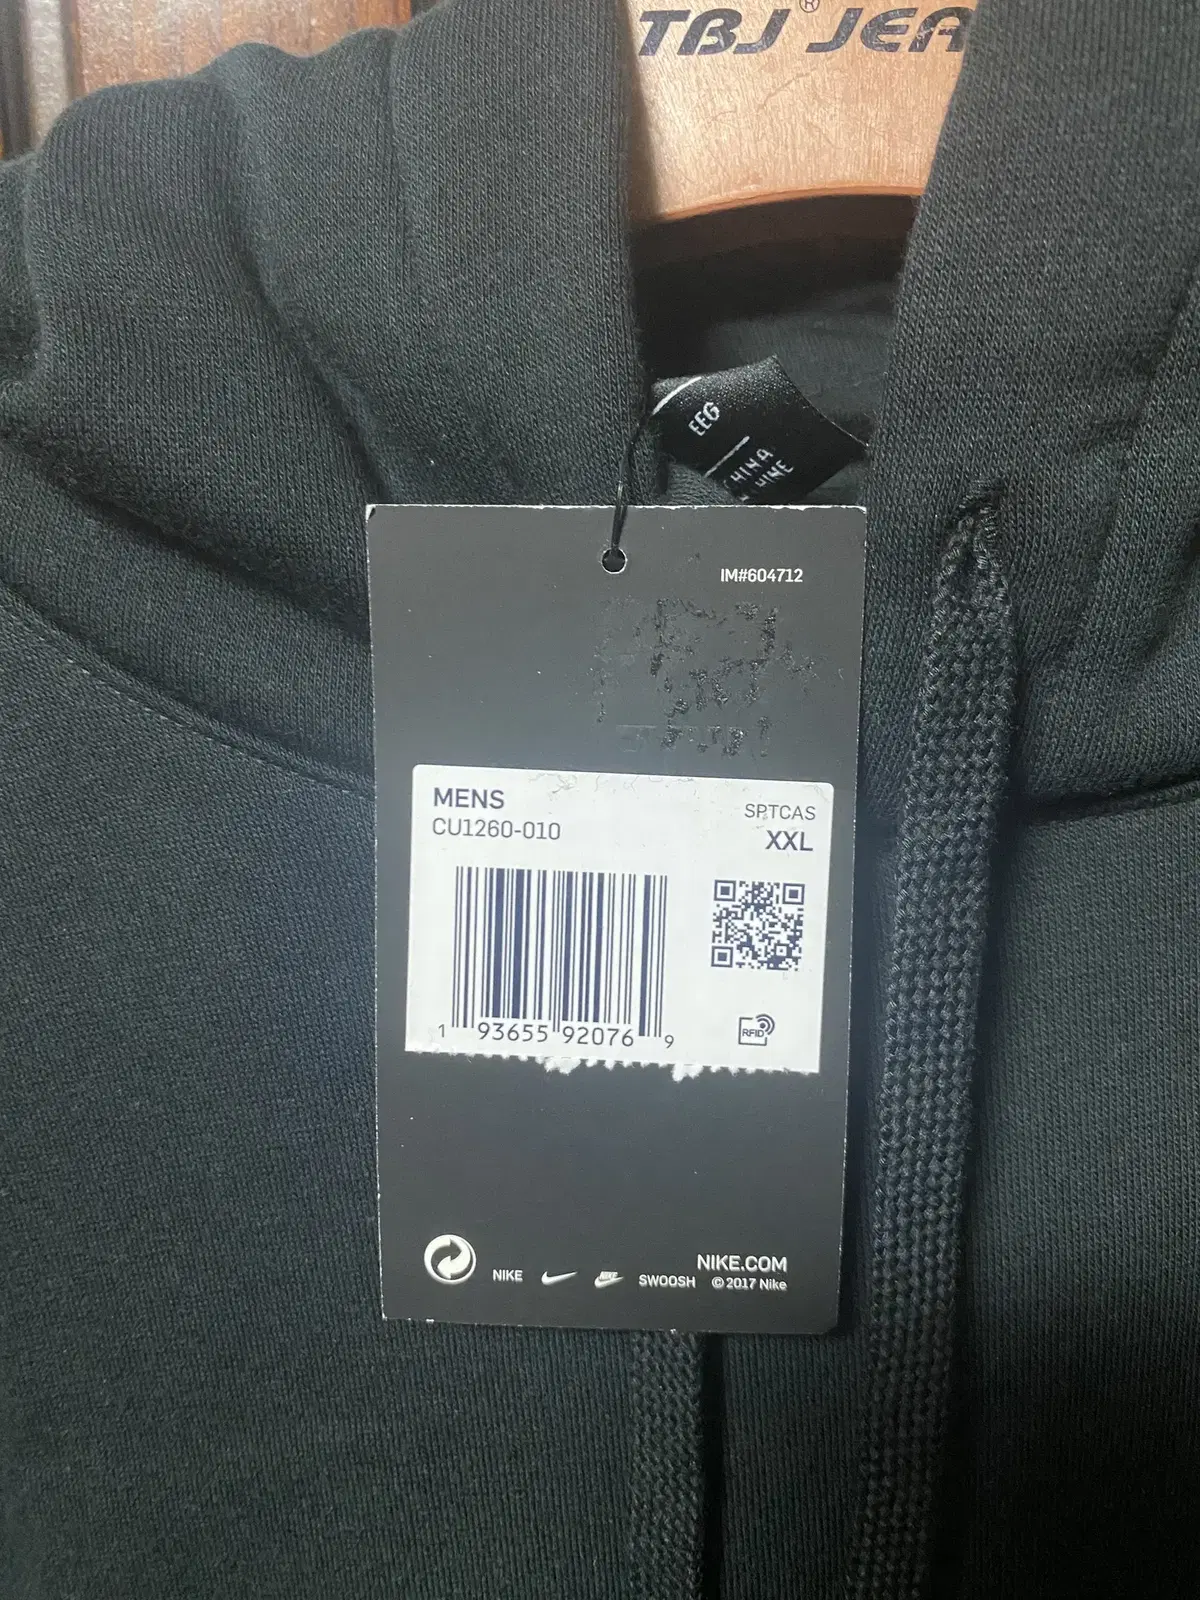 TBJ® JEA
EEG
CHINA
IM#604712
MENS
SPTCAS
CU1260-010
XXL
1 93655 92076 9
RFID
NIKE.COM
NIKE NIKE SWOOSH © 2017 Nike